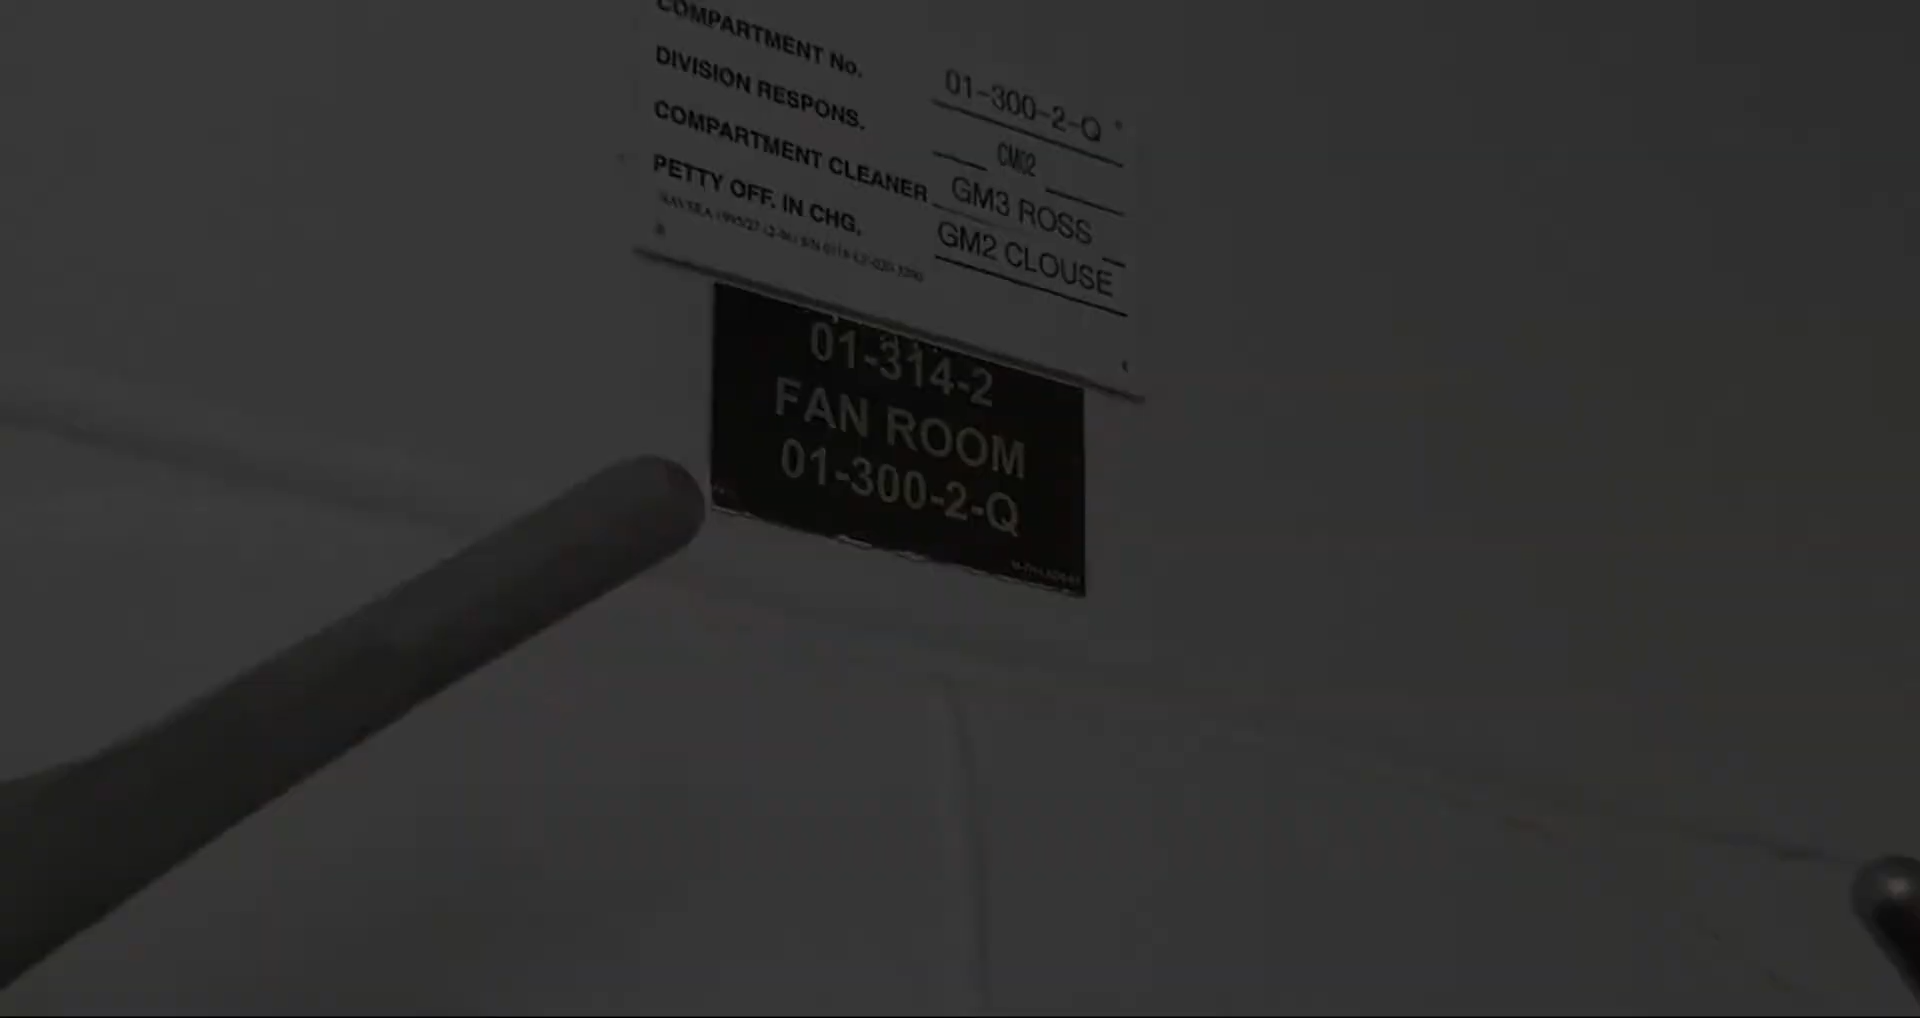 COMPARTMENT No. 01-300-2-Q
DIVISION RESPONS. CM02
COMPARTMENT CLEANER GM3 ROSS
PETTY OFF. IN CHG. GM2 CLOUSE
01-314-2
FAN ROOM
01-300-2-Q